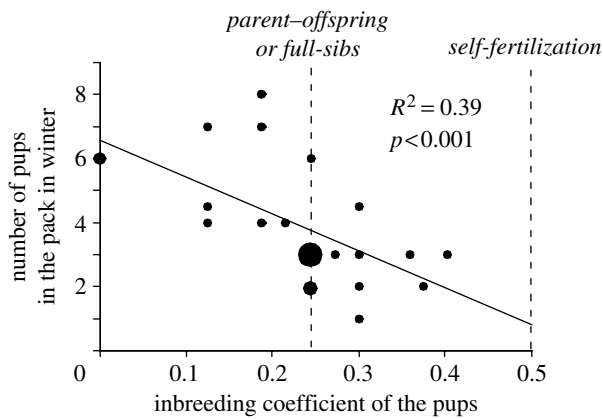 parent–offspring
or full-sibs
self-fertilization
R² = 0.39
p<0.001
number of pups
in the pack in winter
8
6
4
2
0
0 0.1 0.2 0.3 0.4 0.5
inbreeding coefficient of the pups